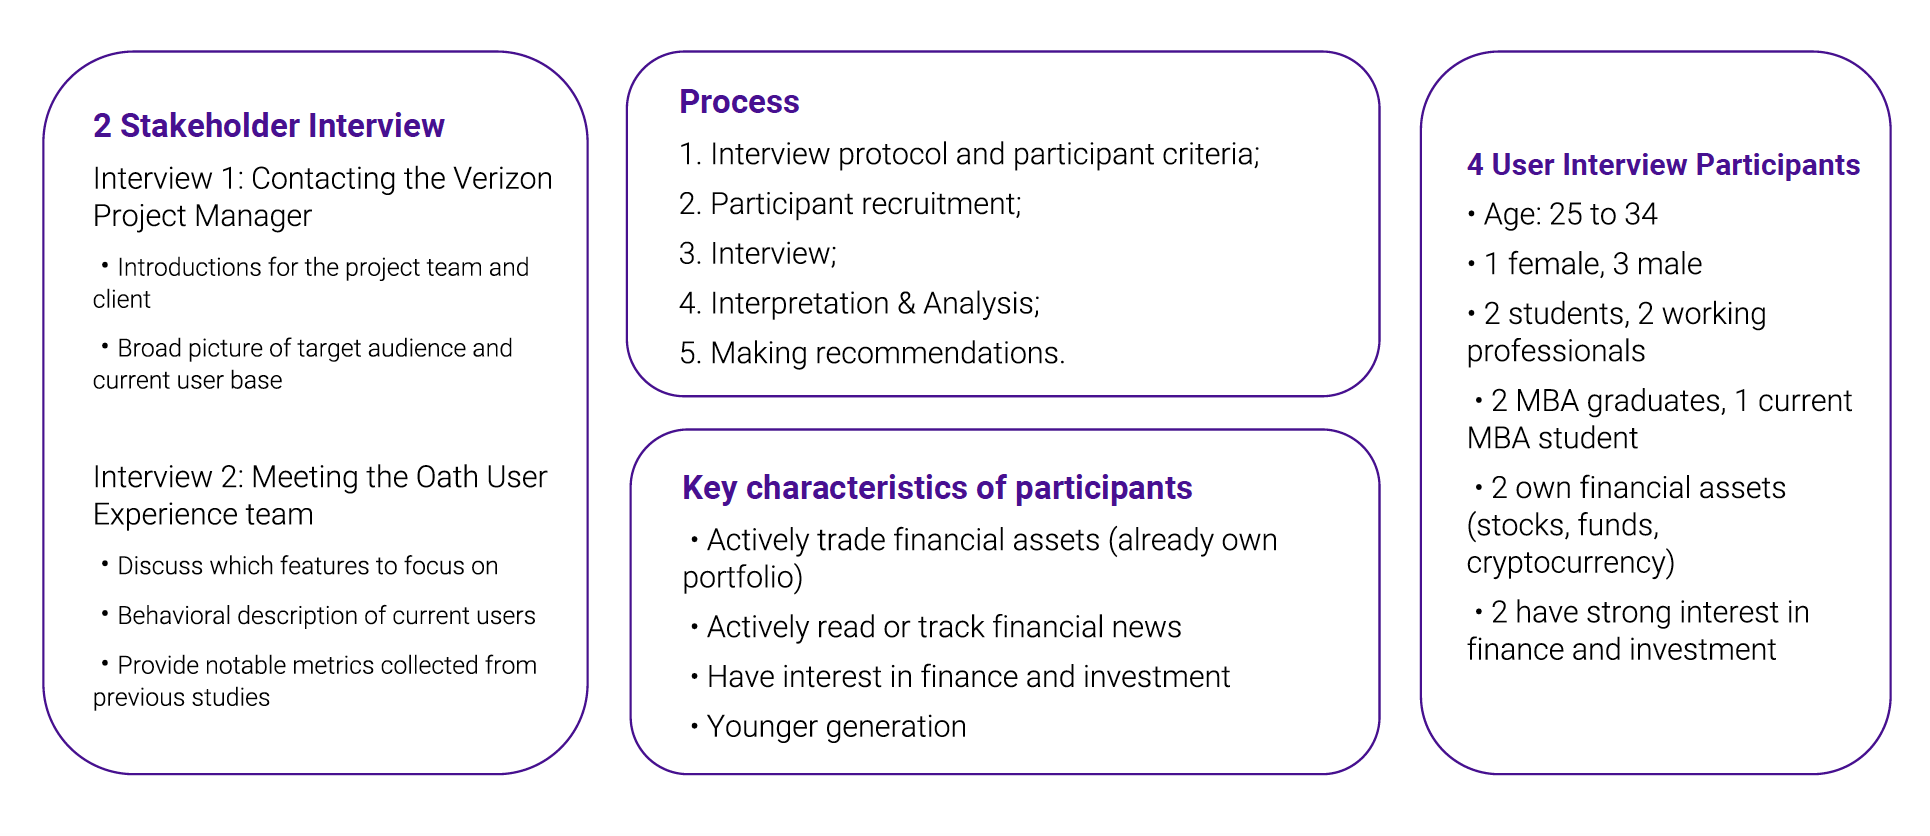 2 Stakeholder Interview
Interview 1: Contacting the Verizon
Project Manager
• Introductions for the project team and
client
• Broad picture of target audience and
current user base
Interview 2: Meeting the Oath User
Experience team
• Discuss which features to focus on
• Behavioral description of current users
• Provide notable metrics collected from
previous studies
Process
1. Interview protocol and participant criteria;
2. Participant recruitment;
3. Interview;
4. Interpretation & Analysis;
5. Making recommendations.
Key characteristics of participants
• Actively trade financial assets (already own
portfolio)
• Actively read or track financial news
• Have interest in finance and investment
• Younger generation
4 User Interview Participants
• Age: 25 to 34
• 1 female, 3 male
• 2 students, 2 working
professionals
• 2 MBA graduates, 1 current
MBA student
• 2 own financial assets
(stocks, funds,
cryptocurrency)
• 2 have strong interest in
finance and investment